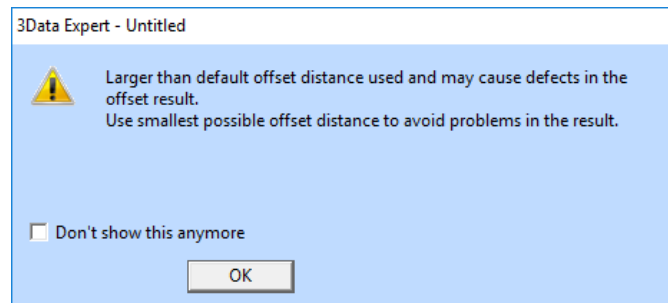 3Data Expert - Untitled
Larger than default offset distance used and may cause defects in the
offset result.
Use smallest possible offset distance to avoid problems in the result.
Don't show this anymore
OK